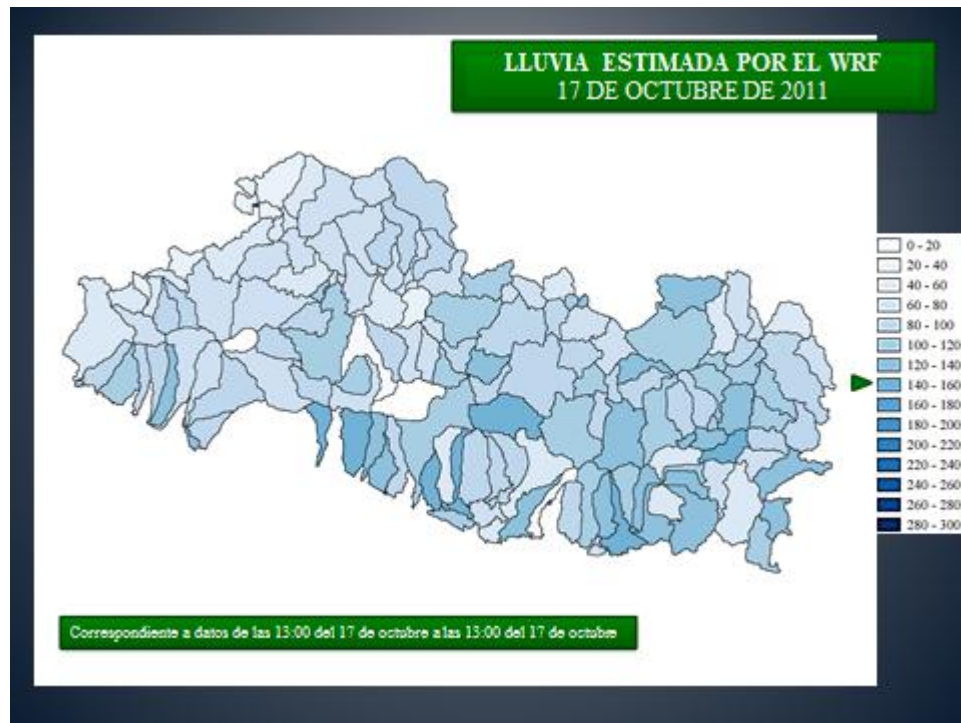 LLUVIA ESTIMADA POR EL WRF
17 DE OCTUBRE DE 2011
0 - 20
20 - 40
40 - 60
60 - 80
80 - 100
100 - 120
120 - 140
140 - 160
160 - 180
180 - 200
200 - 220
220 - 240
240 - 260
260 - 280
280 - 300
Correspondiente a datos de las 13:00 del 17 de octubre a las 13:00 del 17 de octubre